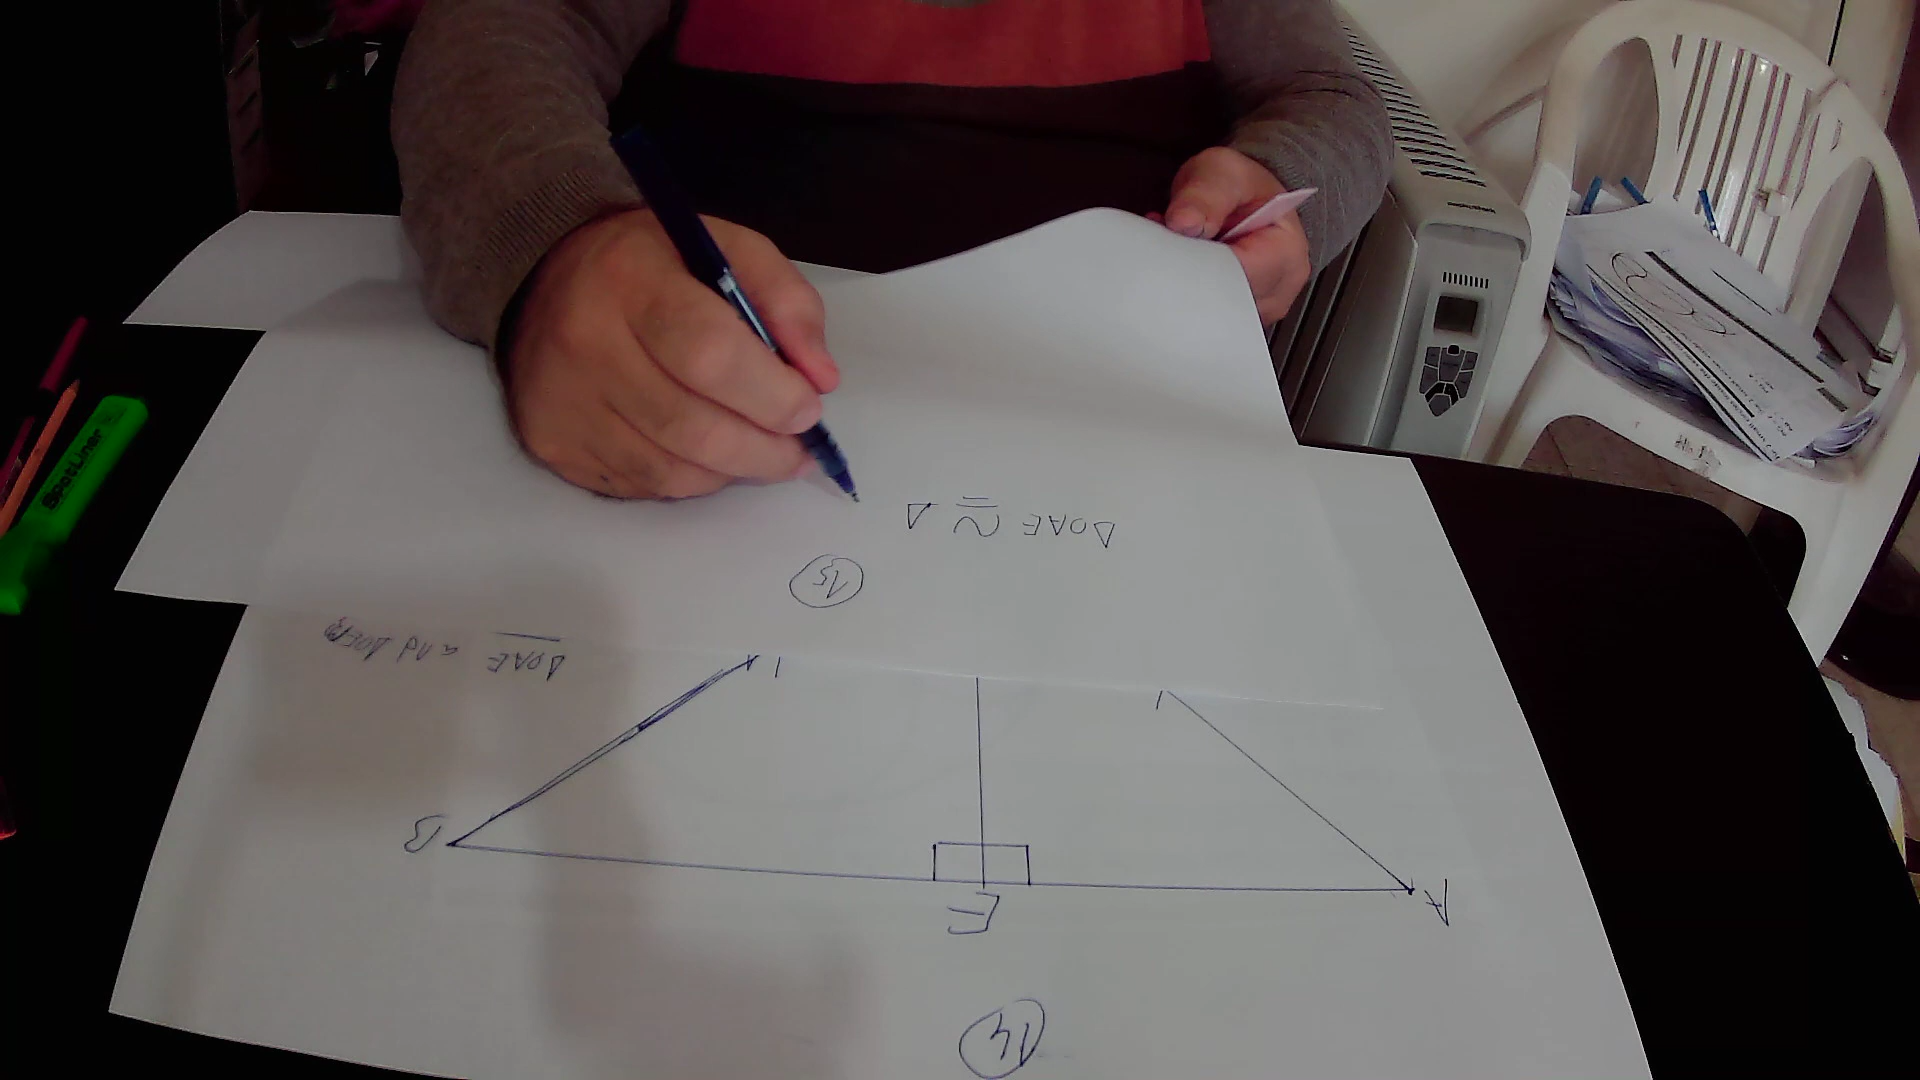 14
E
A
B
ΔOAE and ΔOEB
15
ΔOAE ≅ Δ
SpotLiner